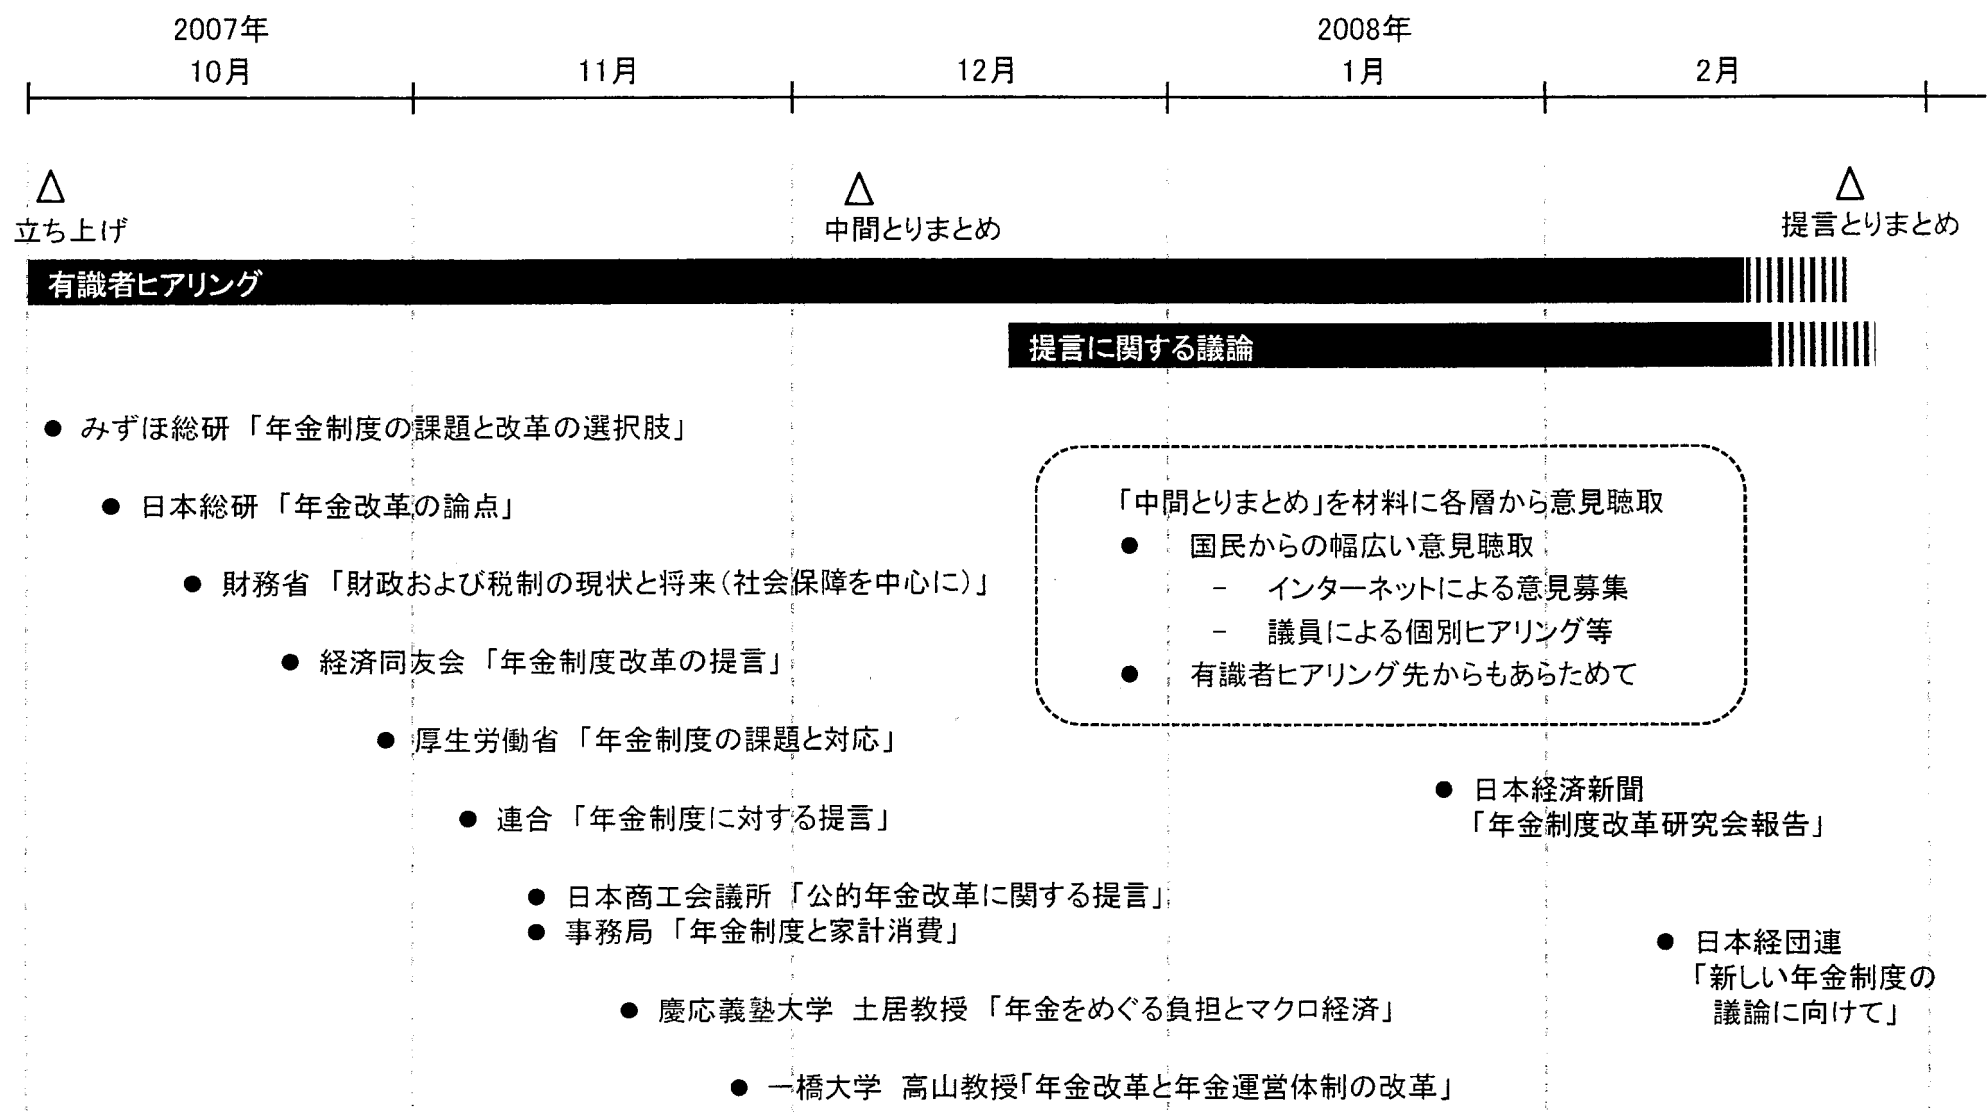 2007年
2008年
10月
11月
12月
1月
2月
立ち上げ
中間とりまとめ
提言とりまとめ
有識者ヒアリング
提言に関する議論
● みずほ総研 「年金制度の課題と改革の選択肢」
● 日本総研 「年金改革の論点」
● 財務省 「財政および税制の現状と将来(社会保障を中心に)」
● 経済同友会 「年金制度改革の提言」
● 厚生労働省 「年金制度の課題と対応」
● 連合 「年金制度に対する提言」
● 日本商工会議所 「公的年金改革に関する提言」
● 事務局 「年金制度と家計消費」
● 慶応義塾大学 土居教授 「年金をめぐる負担とマクロ経済」
● 一橋大学 高山教授「年金改革と年金運営体制の改革」
「中間とりまとめ」を材料に各層から意見聴取
● 国民からの幅広い意見聴取
− インターネットによる意見募集
− 議員による個別ヒアリング等
● 有識者ヒアリング先からもあらためて
● 日本経済新聞
「年金制度改革研究会報告」
● 日本経団連
「新しい年金制度の
議論に向けて」